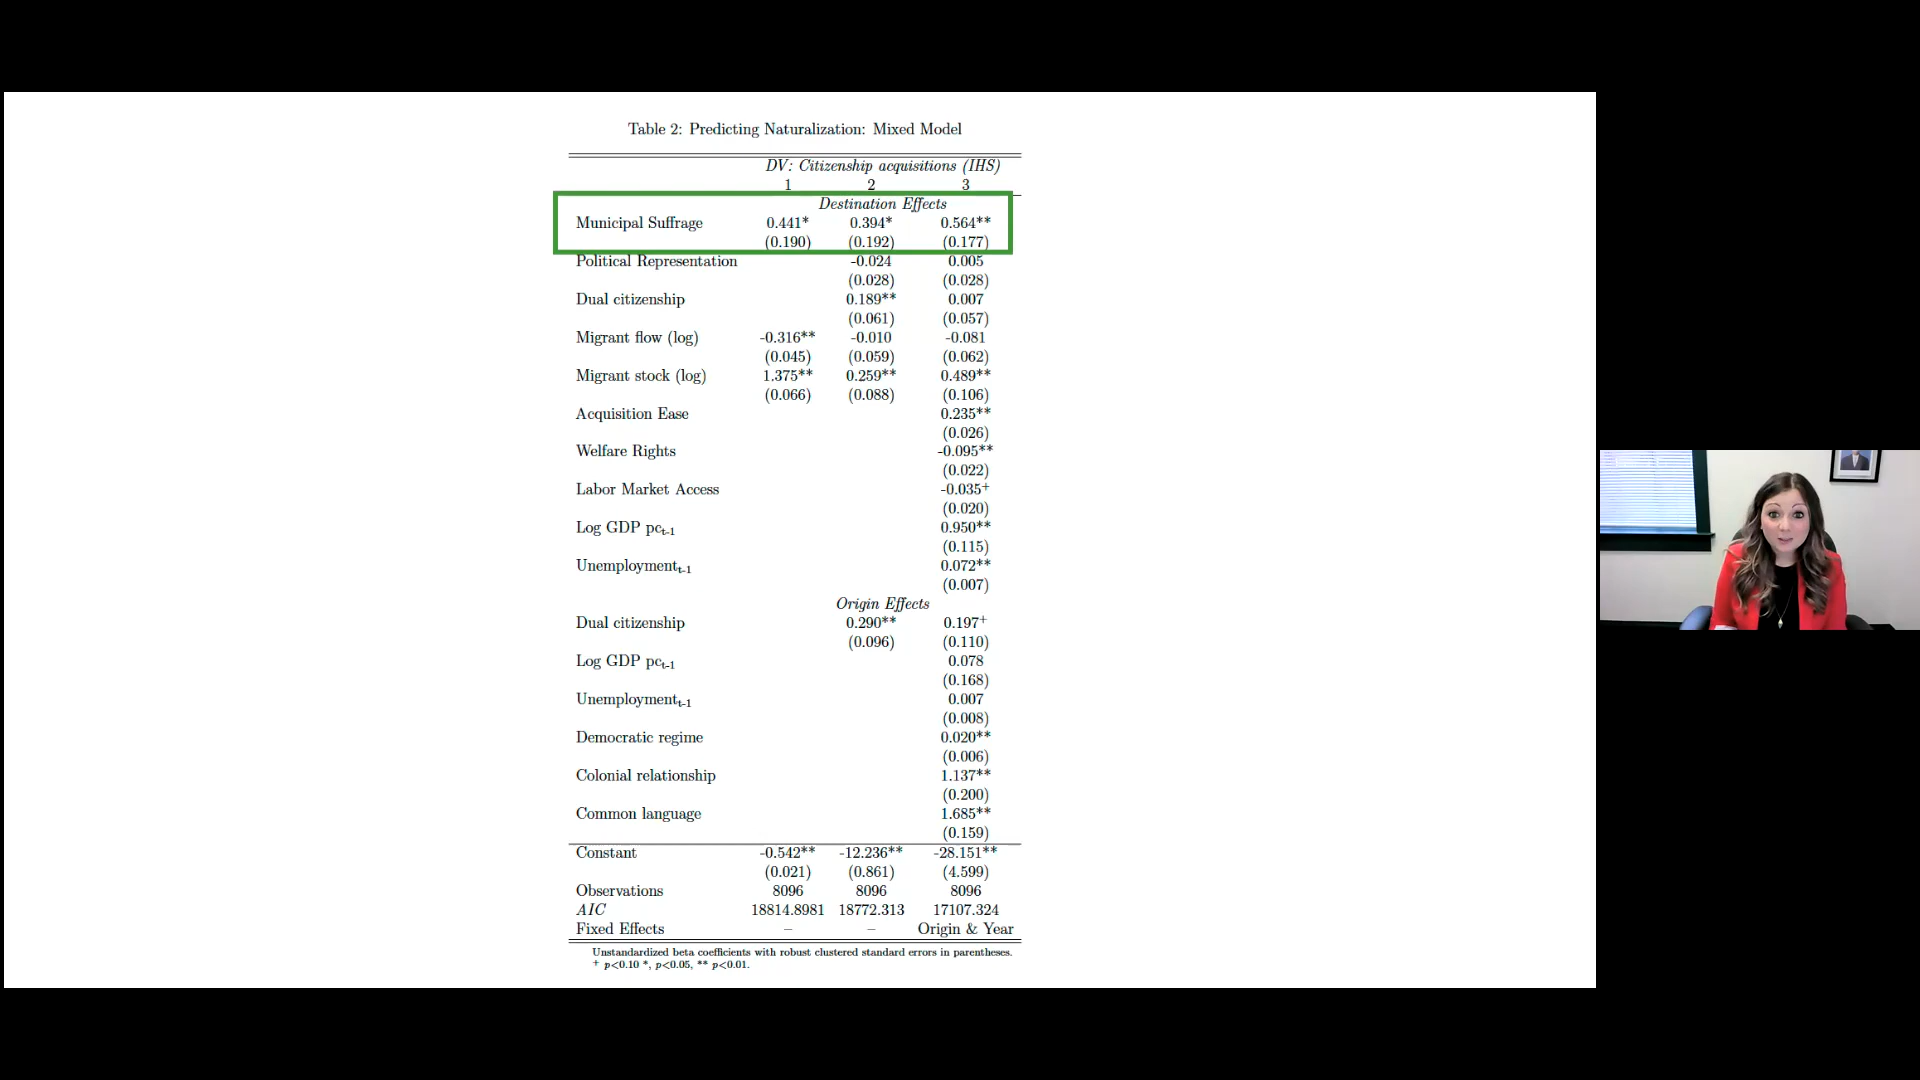 Table 2: Predicting Naturalization: Mixed Model
DV: Citizenship acquisitions (IHS)
1 2 3
Destination Effects
Municipal Suffrage 0.441* 0.394* 0.564**
(0.190) (0.192) (0.177)
Political Representation -0.024 0.005
(0.028) (0.028)
Dual citizenship 0.189** 0.007
(0.061) (0.057)
Migrant flow (log) -0.316** -0.010 -0.081
(0.045) (0.059) (0.062)
Migrant stock (log) 1.375** 0.259** 0.489**
(0.066) (0.088) (0.106)
Acquisition Ease 0.235**
(0.026)
Welfare Rights -0.095**
(0.022)
Labor Market Access -0.035+
(0.020)
Log GDP pct-1 0.950**
(0.115)
Unemploymentt-1 0.072**
(0.007)
Origin Effects
Dual citizenship 0.290** 0.197+
(0.096) (0.110)
Log GDP pct-1 0.078
(0.168)
Unemploymentt-1 0.007
(0.008)
Democratic regime 0.020**
(0.006)
Colonial relationship 1.137**
(0.200)
Common language 1.685**
(0.159)
Constant -0.542** -12.236** -28.151**
(0.021) (0.861) (4.599)
Observations 8096 8096 8096
AIC 18814.8981 18772.313 17107.324
Fixed Effects – – Origin & Year
Unstandardized beta coefficients with robust clustered standard errors in parentheses.
+ p<0.10 *, p<0.05, ** p<0.01.